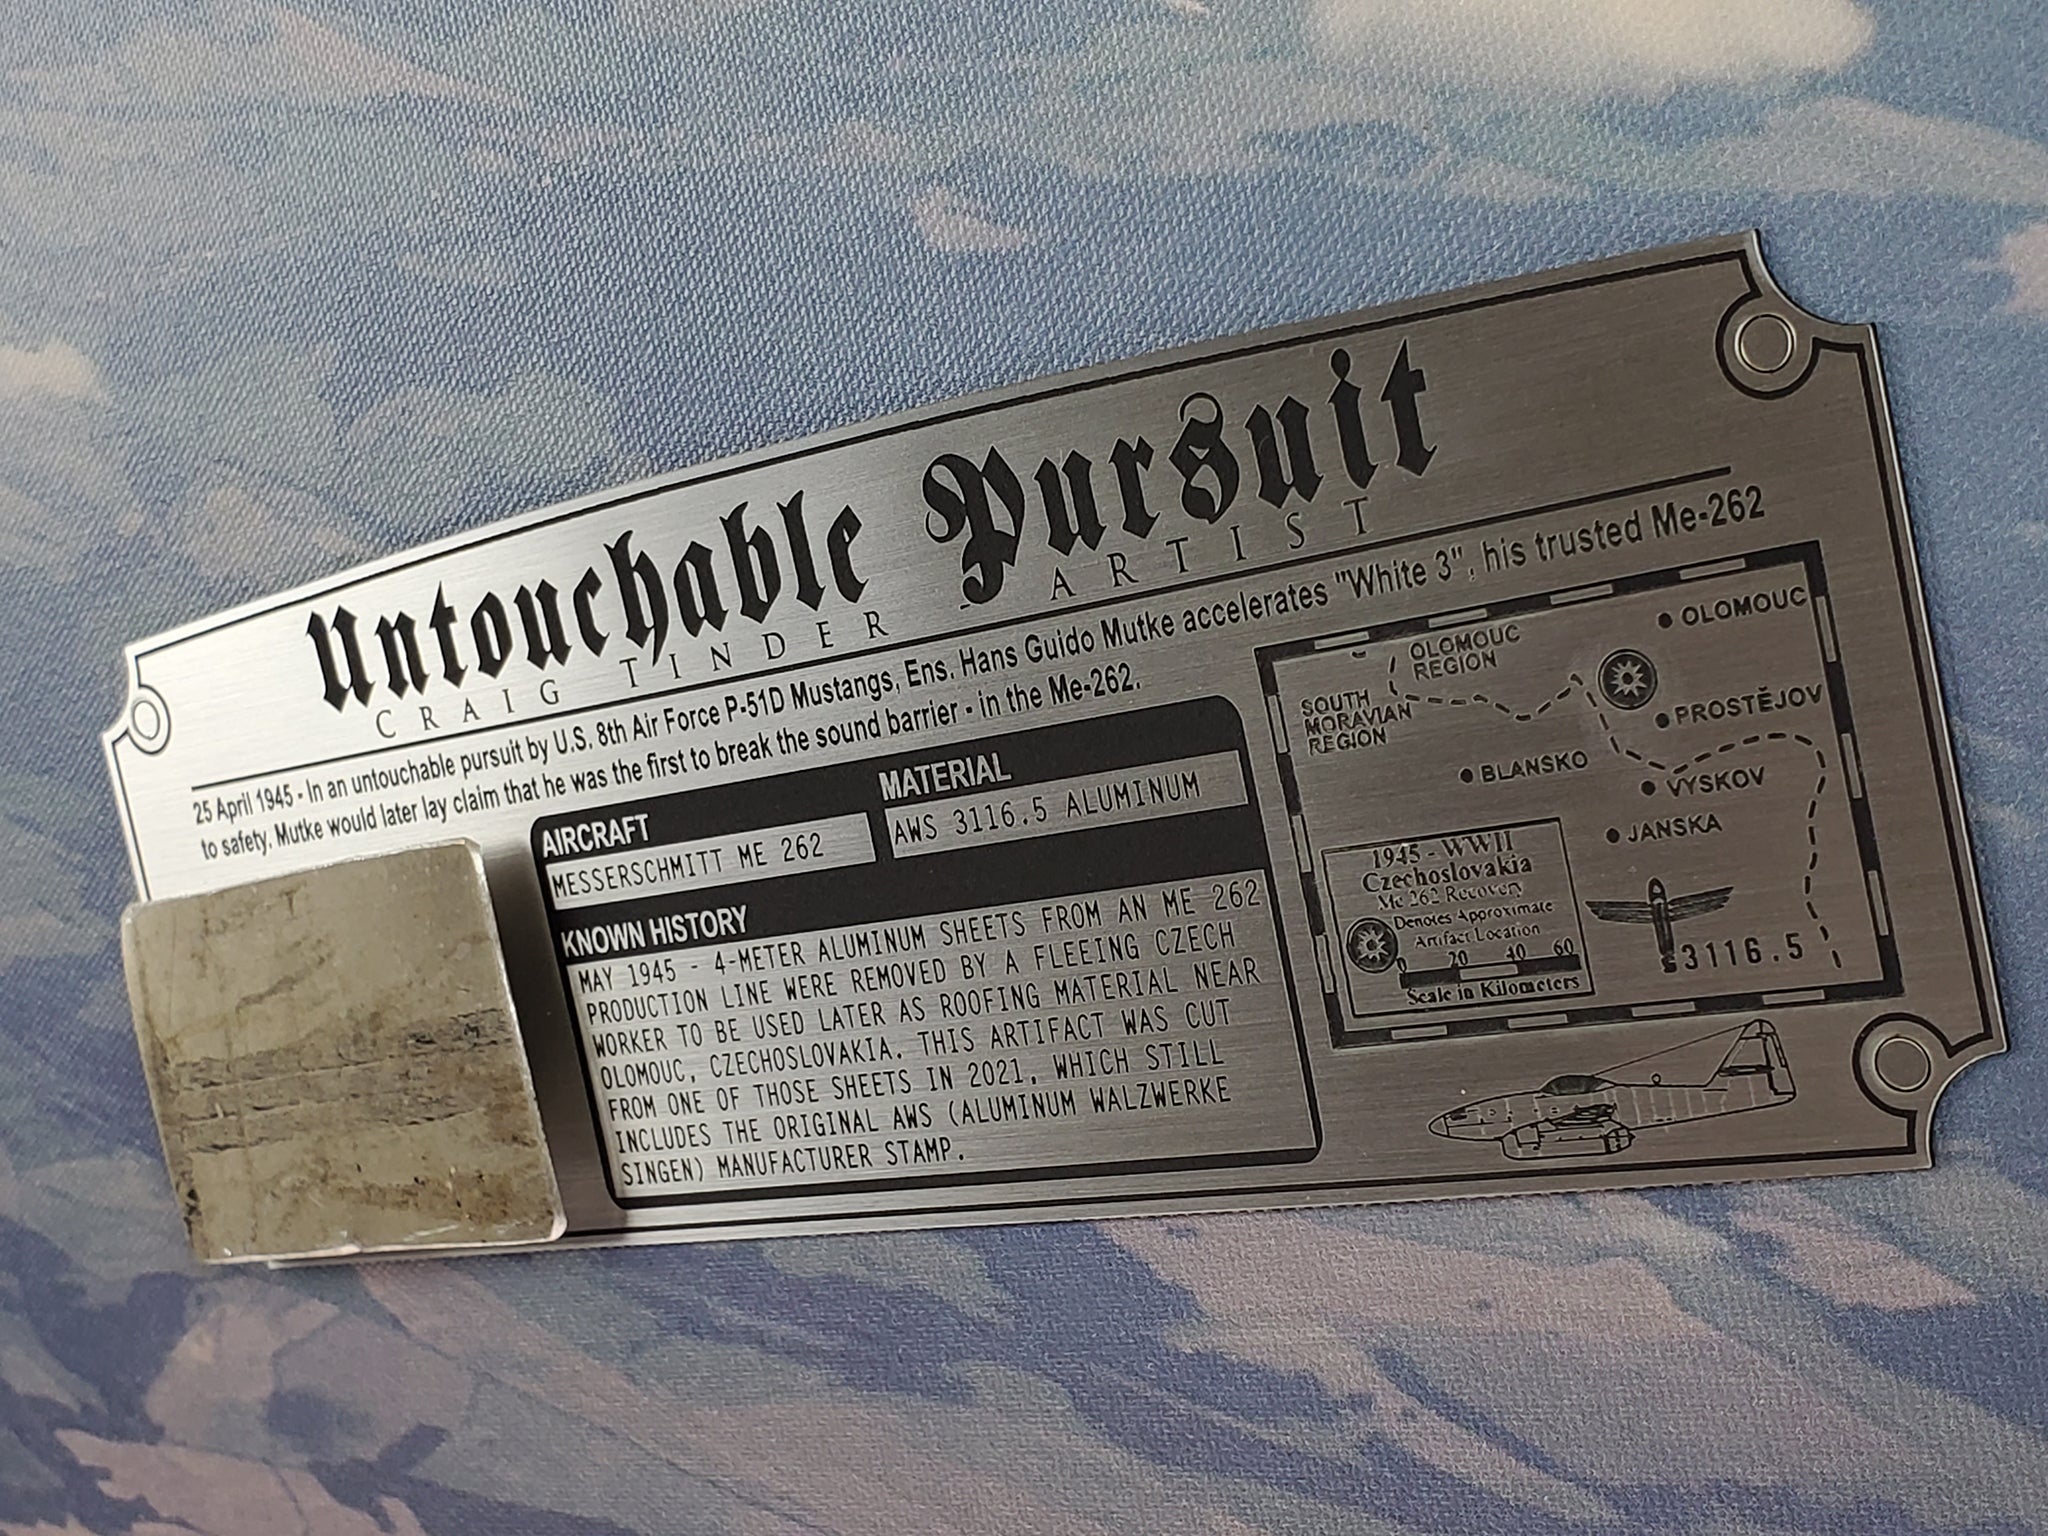 Untouchable Pursuit
CRAIG TINDER - ARTIST
25 April 1945 - In an untouchable pursuit by U.S. 8th Air Force P-51D Mustangs, Ens. Hans Guido Mutke accelerates "White 3", his trusted Me-262
to safety. Mutke would later lay claim that he was the first to break the sound barrier - in the Me-262.
AIRCRAFT
MESSERSCHMITT ME 262
MATERIAL
AWS 3116.5 ALUMINUM
KNOWN HISTORY
MAY 1945 - 4-METER ALUMINUM SHEETS FROM AN ME 262
PRODUCTION LINE WERE REMOVED BY A FLEEING CZECH
WORKER TO BE USED LATER AS ROOFING MATERIAL NEAR
OLOMOUC, CZECHOSLOVAKIA. THIS ARTIFACT WAS CUT
FROM ONE OF THOSE SHEETS IN 2021, WHICH STILL
INCLUDES THE ORIGINAL AWS (ALUMINUM WALZWERKE
SINGEN) MANUFACTURER STAMP.
OLOMOUC
OLOMOUC
REGION
SOUTH
MORAVIAN
REGION
PROSTĚJOV
BLANSKO
VYSKOV
JANSKA
1945 - WWII
Czechoslovakia
Me 262 Recovery
Denotes Approximate
Artifact Location
0 20 40 60
Scale in Kilometers
3116.5